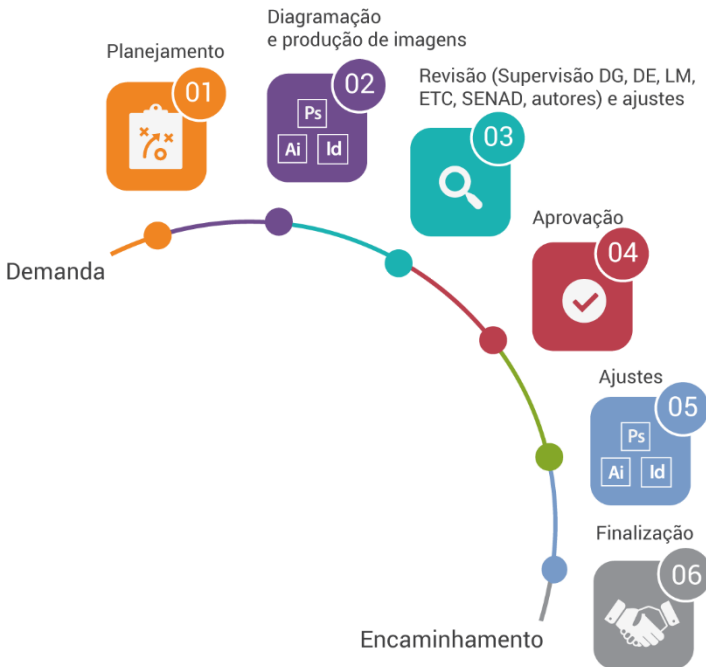 Demanda
Planejamento
01
Diagramação
e produção de imagens
02
Ps
Ai Id
Revisão (Supervisão DG, DE, LM,
ETC, SENAD, autores) e ajustes
03
Aprovação
04
Ajustes
05
Ps
Ai Id
Finalização
06
Encaminhamento